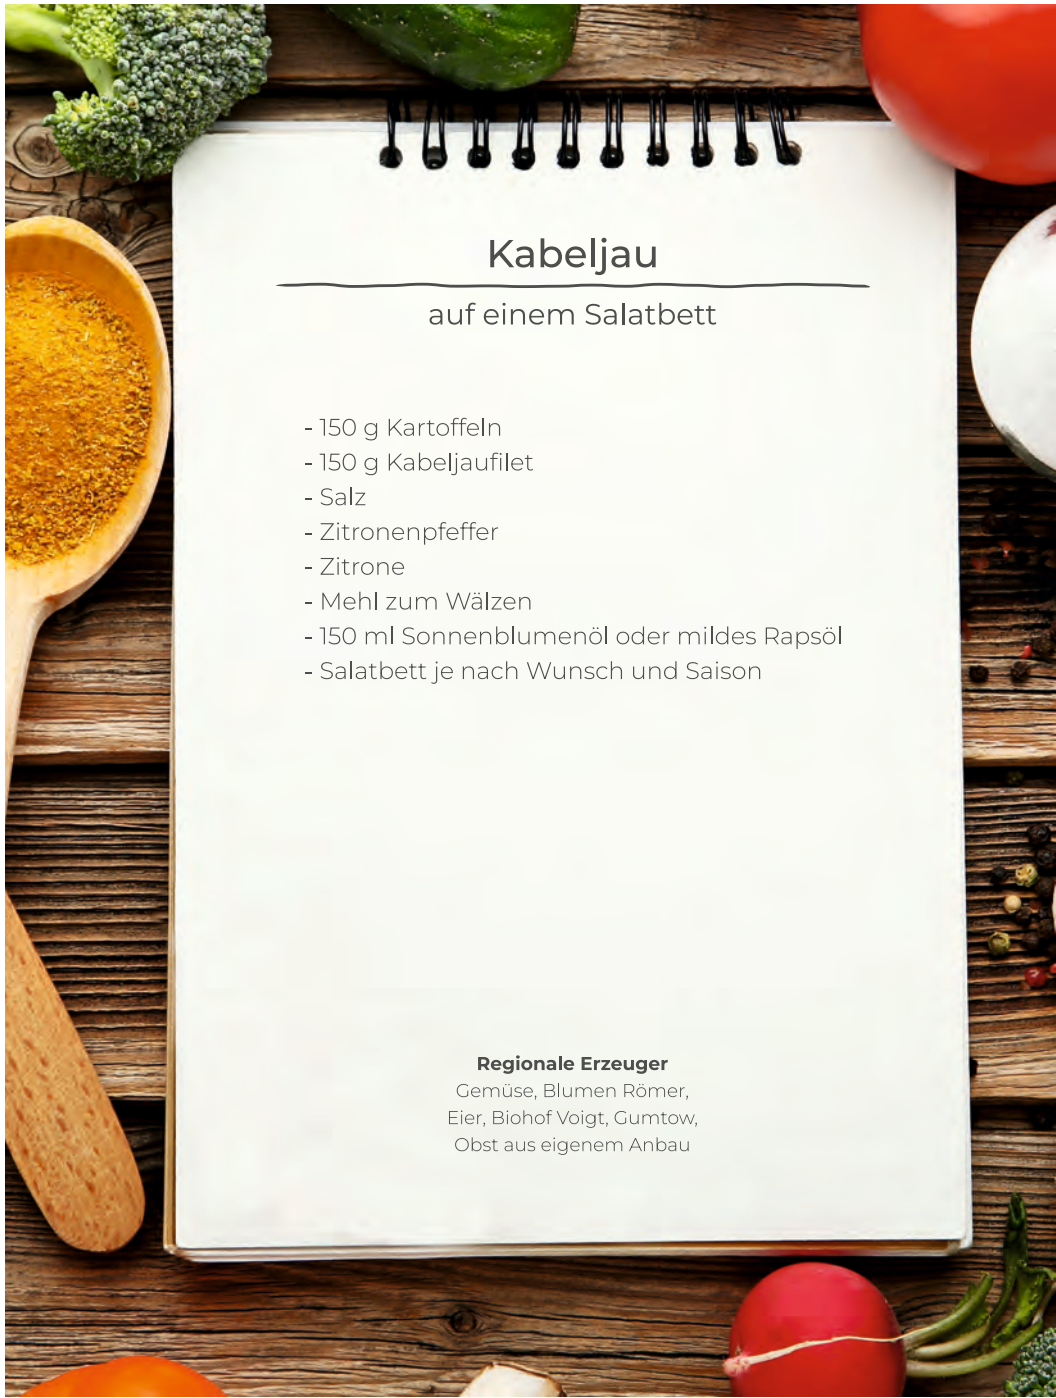 Kabeljau
auf einem Salatbett
- 150 g Kartoffeln
- 150 g Kabeljaufilet
- Salz
- Zitronenpfeffer
- Zitrone
- Mehl zum Wälzen
- 150 ml Sonnenblumenöl oder mildes Rapsöl
- Salatbett je nach Wunsch und Saison
Regionale Erzeuger
Gemüse, Blumen Römer,
Eier, Biohof Voigt, Gumtow,
Obst aus eigenem Anbau